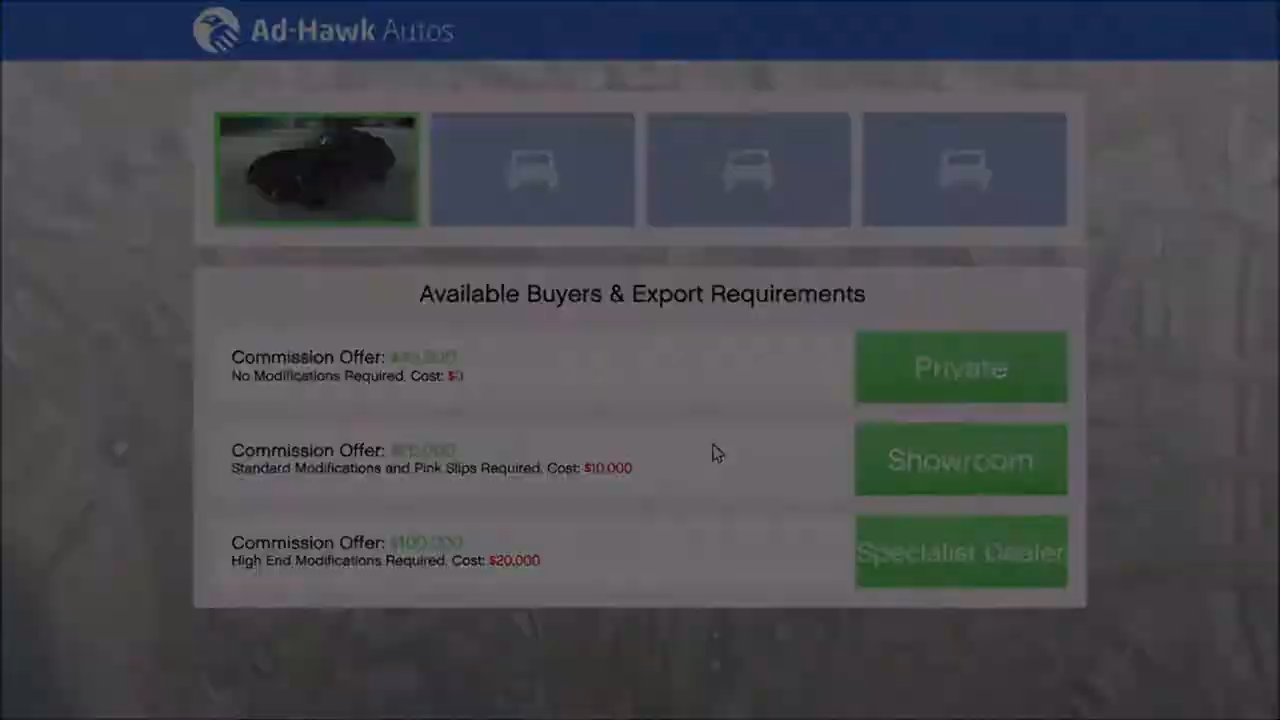 Ad-Hawk Autos
Available Buyers & Export Requirements
Commission Offer:
No Modifications Required. Cost: $0
Private
Commission Offer:
Standard Modifications and Pink Slips Required. Cost: $10,000
Showroom
Commission Offer: $100,000
High End Modifications Required. Cost: $20,000
Specialist Dealer